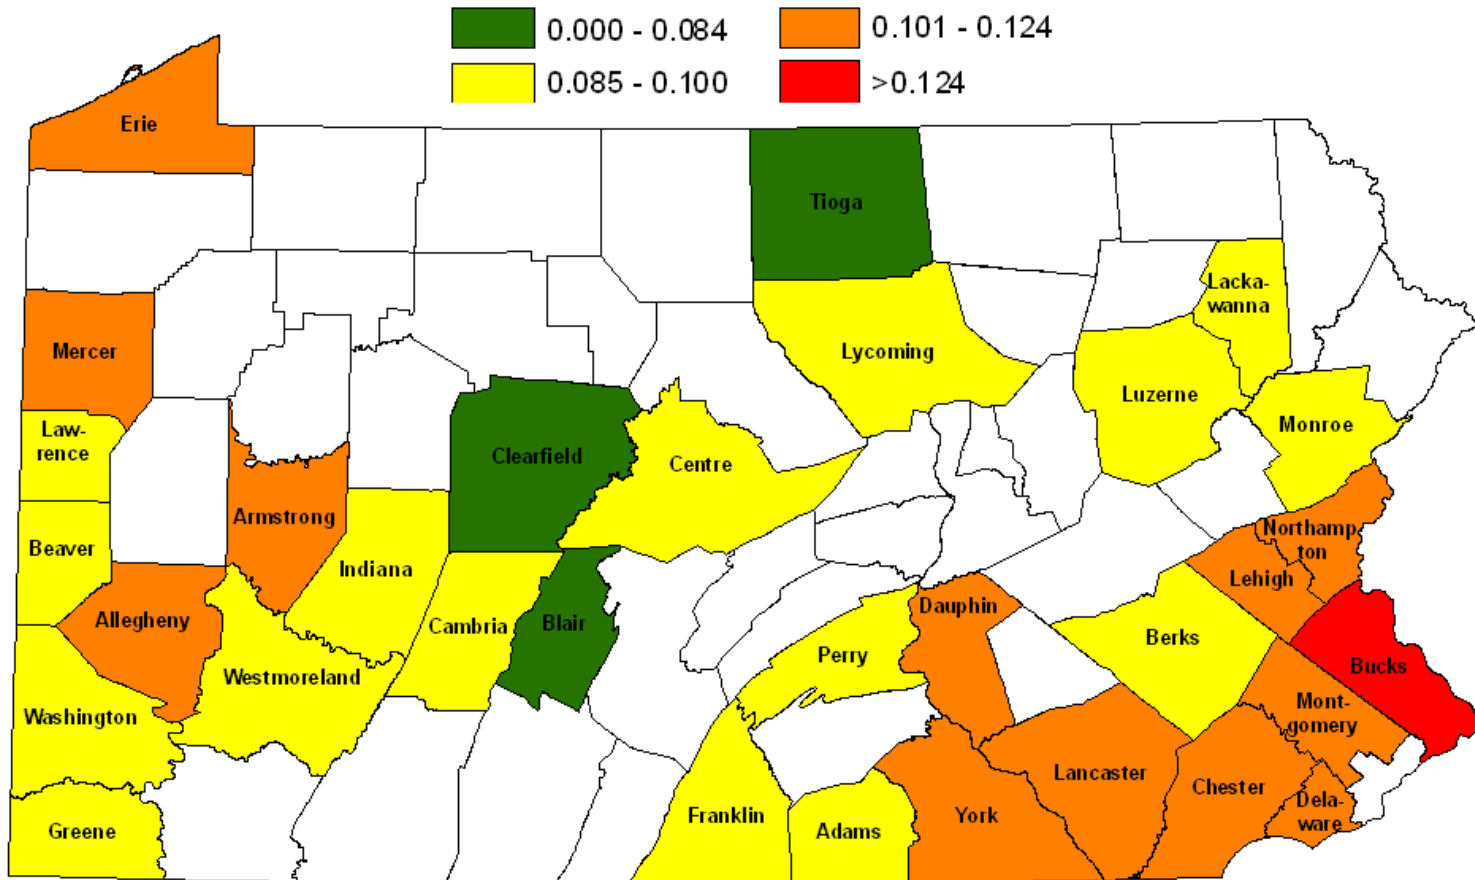 0.000 - 0.084
0.101 - 0.124
0.085 - 0.100
>0.124
Erie
Tioga
Lacka-
wanna
Mercer
Lycoming
Luzerne
Monroe
Law-
rence
Clearfield
Centre
Armstrong
Northamp
ton
Beaver
Indiana
Lehigh
Allegheny
Cambria
Blair
Dauphin
Berks
Perry
Bucks
Westmoreland
Washington
Mont-
gomery
Lancaster
Chester
Franklin
Adams
York
Dela-
ware
Greene